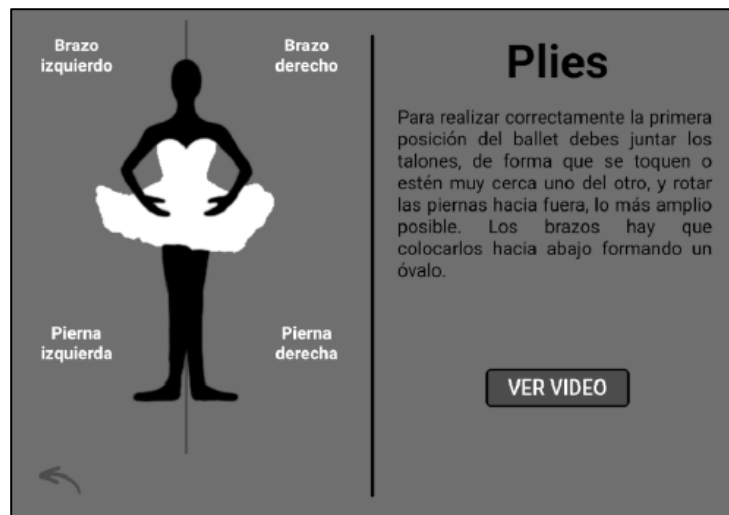 Brazo
izquierdo
Brazo
derecho
Pierna
izquierda
Pierna
derecha
Plies
Para realizar correctamente la primera
posición del ballet debes juntar los
talones, de forma que se toquen o
estén muy cerca uno del otro, y rotar
las piernas hacia fuera, lo más amplio
posible. Los brazos hay que
colocarlos hacia abajo formando un
óvalo.
VER VIDEO